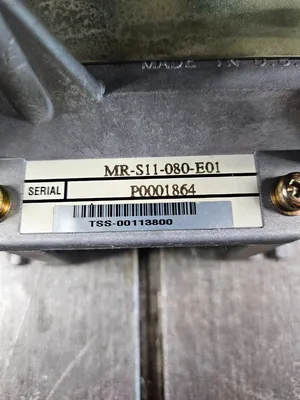 MADE IN U.S.
MR-S11-080-E01
SERIAL P0001864
TSS-00113800